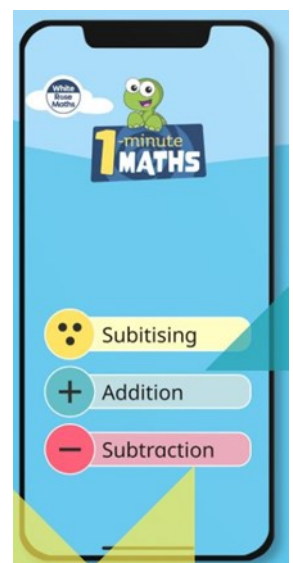 White
Rose
Maths
1-minute
MATHS
Subitising
+ Addition
− Subtraction